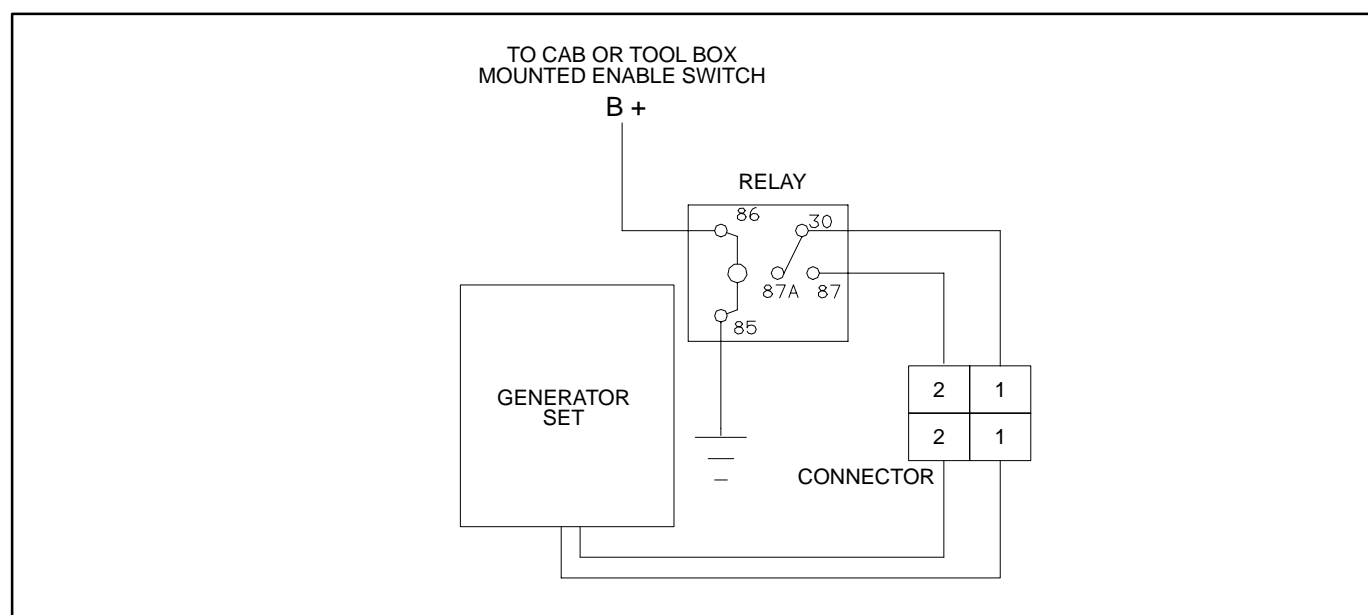 TO CAB OR TOOL BOX
MOUNTED ENABLE SWITCH
B +
RELAY
86
30
87A 87
85
GENERATOR
SET
2 1
2 1
CONNECTOR